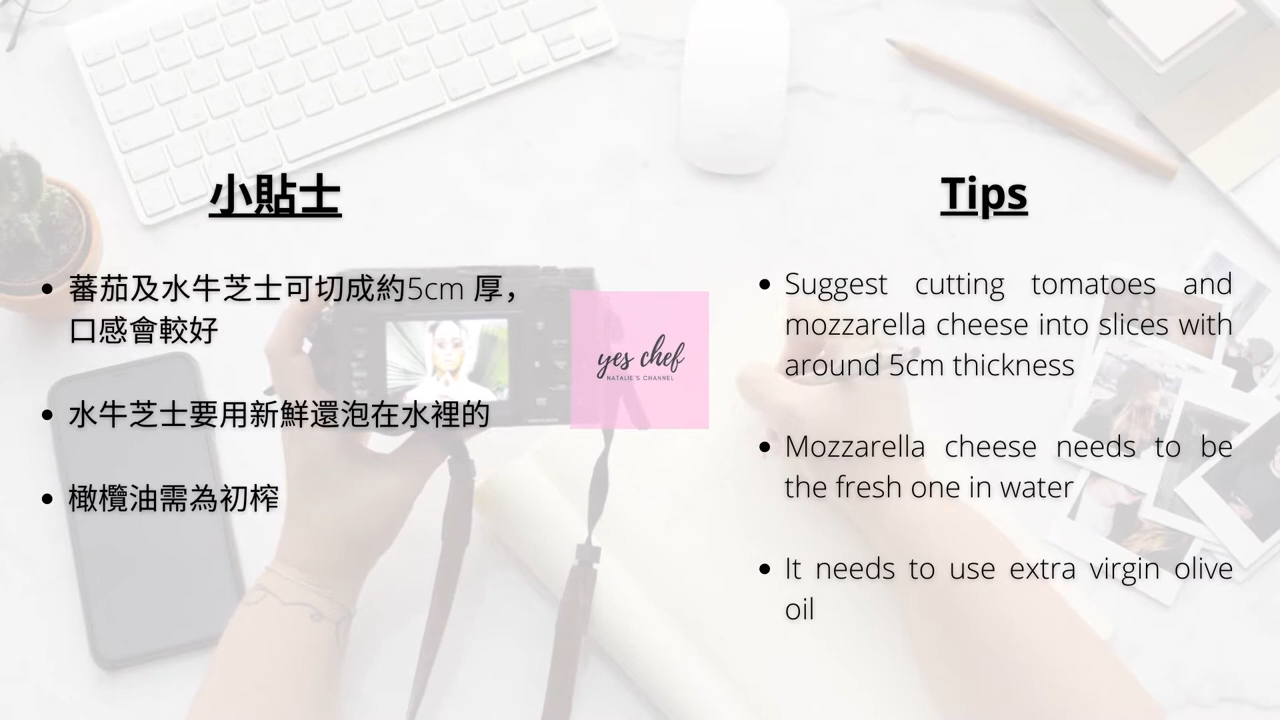 小貼士
蕃茄及水牛芝士可切成約5cm 厚，
口感會較好
水牛芝士要用新鮮還泡在水裡的
橄欖油需為初榨
yes chef
NATALIE'S CHANNEL
Tips
Suggest cutting tomatoes and
mozzarella cheese into slices with
around 5cm thickness
Mozzarella cheese needs to be
the fresh one in water
It needs to use extra virgin olive
oil